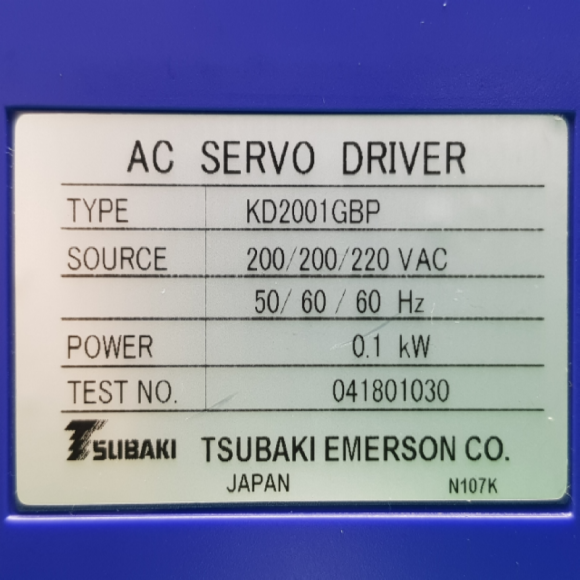 AC SERVO DRIVER
TYPE KD2001GBP
SOURCE 200/200/220 VAC
50/ 60 / 60 Hz
POWER 0.1 kW
TEST NO. 041801030
TSUBAKI TSUBAKI EMERSON CO.
JAPAN N107K